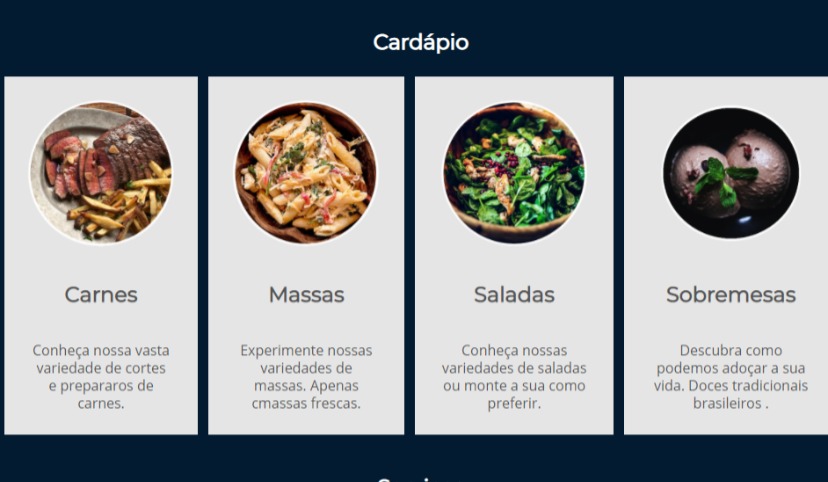 Cardápio
Carnes
Conheça nossa vasta
variedade de cortes
e prepararos de
carnes.
Massas
Experimente nossas
variedades de
massas. Apenas
cmassas frescas.
Saladas
Conheça nossas
variedades de saladas
ou monte a sua como
preferir.
Sobremesas
Descubra como
podemos adoçar a sua
vida. Doces tradicionais
brasileiros .